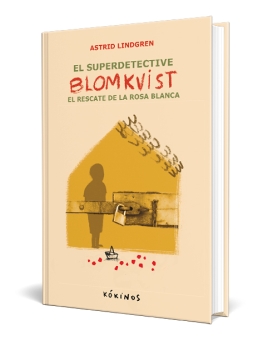 ASTRID LINDGREN
EL SUPERDETECTIVE
BLOMKVIST
EL RESCATE DE LA ROSA BLANCA
KÓKINOS